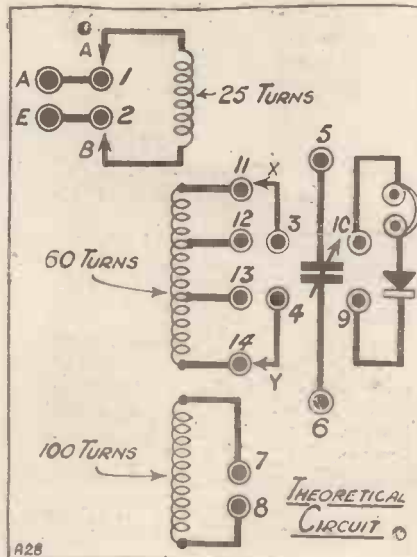 A
A 1
25 TURNS
E 2
B
5
11 X
12 3 10
60 TURNS
13
4 9
14
Y
6
100 TURNS
7
8
THEORETICAL
CIRCUIT
A28